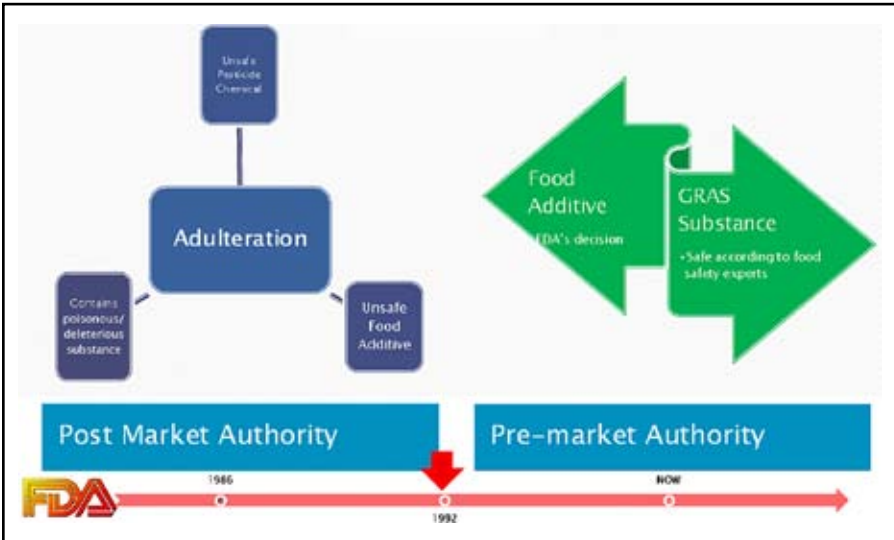 Unsafe
Pesticide
Chemical
Adulteration
Contains
poisonous/
deleterious
substance
Unsafe
Food
Additive
Food
Additive
•FDA's decision
GRAS
Substance
•Safe according to food
safety experts
Post Market Authority
Pre-market Authority
FDA
1986
1992
NOW